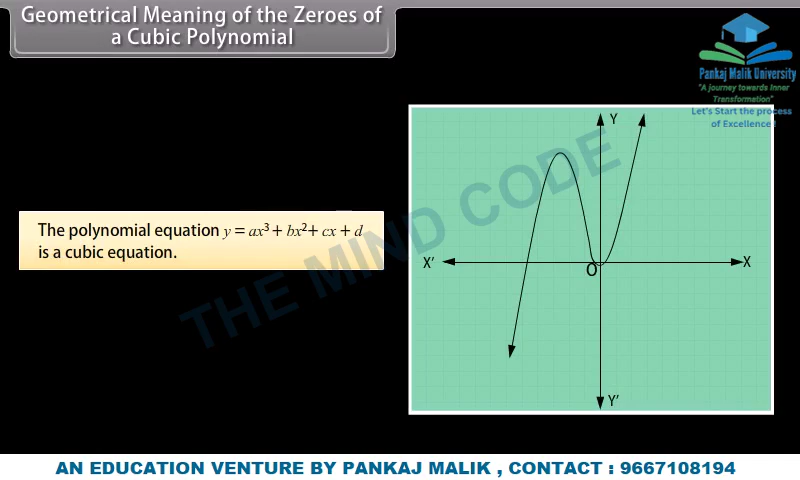 Geometrical Meaning of the Zeroes of
a Cubic Polynomial
Pankaj Malik University
"A journey towards Inner
Transformation"
Let's Start the process
of Excellence !
The polynomial equation y = ax³ + bx² + cx + d
is a cubic equation.
Y
X′
O
X
Y′
THE MIND CODE
AN EDUCATION VENTURE BY PANKAJ MALIK , CONTACT : 9667108194